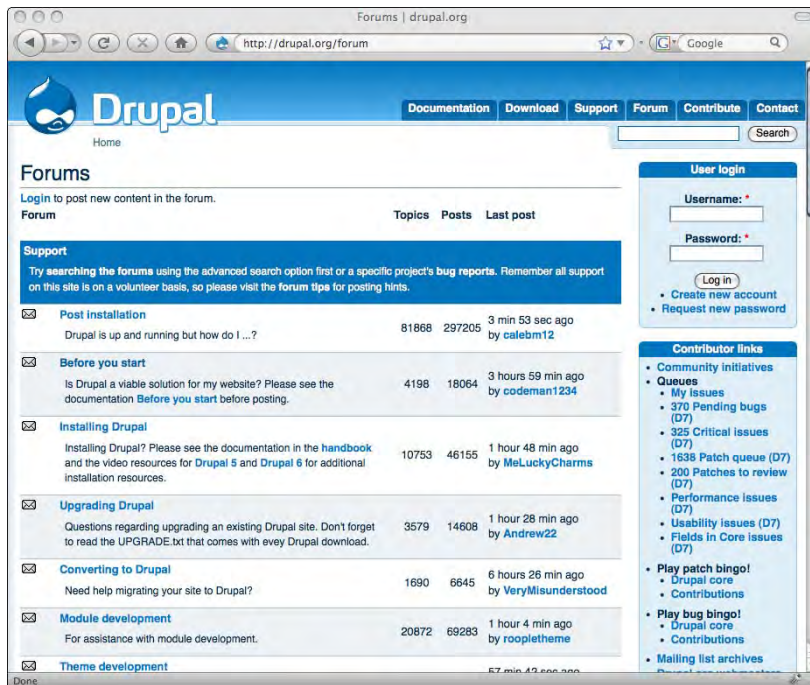 Forums | drupal.org
http://drupal.org/forum
Google
Drupal
Documentation Download Support Forum Contribute Contact
Home
Search
Forums
Login to post new content in the forum.
Forum Topics Posts Last post
Support
Try searching the forums using the advanced search option first or a specific project's bug reports. Remember all support
on this site is on a volunteer basis, so please visit the forum tips for posting hints.
Post installation
Drupal is up and running but how do I ...?
81868 297205 3 min 53 sec ago
by calebm12
Before you start
Is Drupal a viable solution for my website? Please see the
documentation Before you start before posting.
4198 18064 3 hours 59 min ago
by codeman1234
Installing Drupal
Installing Drupal? Please see the documentation in the handbook
and the video resources for Drupal 5 and Drupal 6 for additional
installation resources.
10753 46155 1 hour 48 min ago
by MeLuckyCharms
Upgrading Drupal
Questions regarding upgrading an existing Drupal site. Don't forget
to read the UPGRADE.txt that comes with evey Drupal download.
3579 14608 1 hour 28 min ago
by Andrew22
Converting to Drupal
Need help migrating your site to Drupal?
1690 6645 6 hours 26 min ago
by VeryMisunderstood
Module development
For assistance with module development.
20872 69283 1 hour 4 min ago
by roopletheme
Theme development
57 min 42 sec ago
User login
Username: *
Password: *
Log in
Create new account
Request new password
Contributor links
Community initiatives
Queues
My issues
370 Pending bugs
(D7)
325 Critical issues
(D7)
1638 Patch queue (D7)
200 Patches to review
(D7)
Performance issues
(D7)
Usability issues (D7)
Fields in Core issues
(D7)
Play patch bingo!
Drupal core
Contributions
Play bug bingo!
Drupal core
Contributions
Mailing list archives
Done